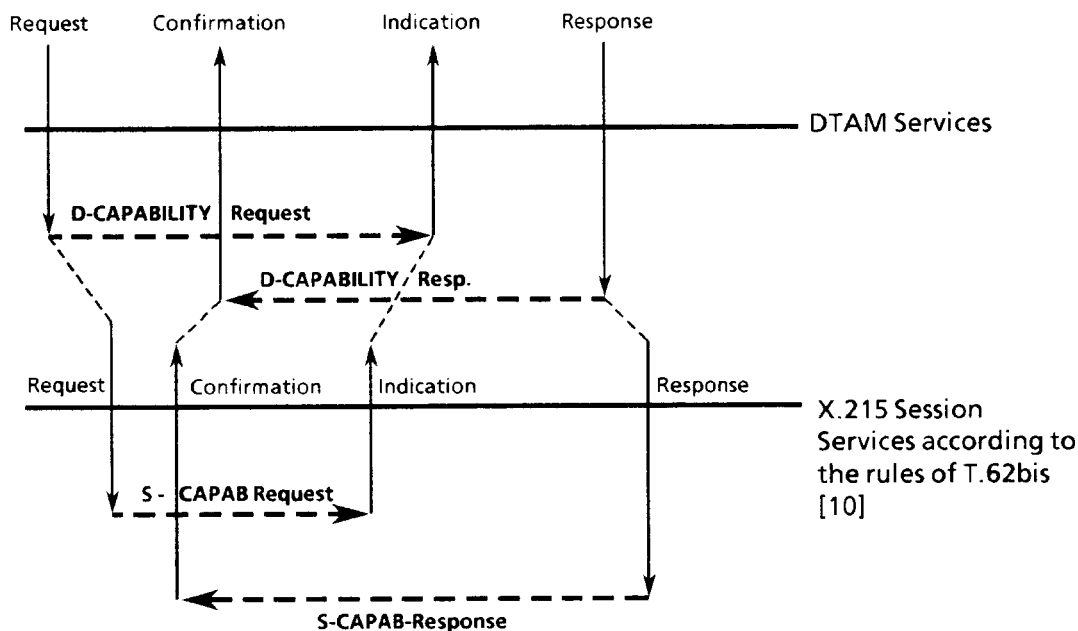 Request Confirmation Indication Response
DTAM Services
D-CAPABILITY Request
D-CAPABILITY Resp.
Request Confirmation Indication Response
X.215 Session
Services according to
the rules of T.62bis
[10]
S - CAPAB Request
S-CAPAB-Response